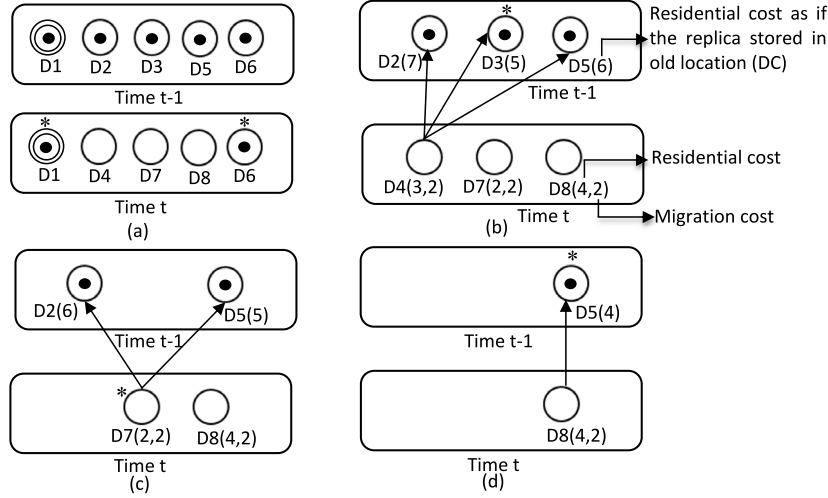 D1 D2 D3 D5 D6
Time t-1
* *
D1 D4 D7 D8 D6
Time t
(a)
*
D2(7) D3(5) D5(6)
Time t-1
Residential cost as if
the replica stored in
old location (DC)
D4(3,2) D7(2,2) D8(4,2)
Residential cost
Migration cost
Time t
(b)
D2(6) D5(5)
Time t-1
*
D7(2,2) D8(4,2)
Time t
(c)
*
D5(4)
Time t-1
D8(4,2)
Time t
(d)